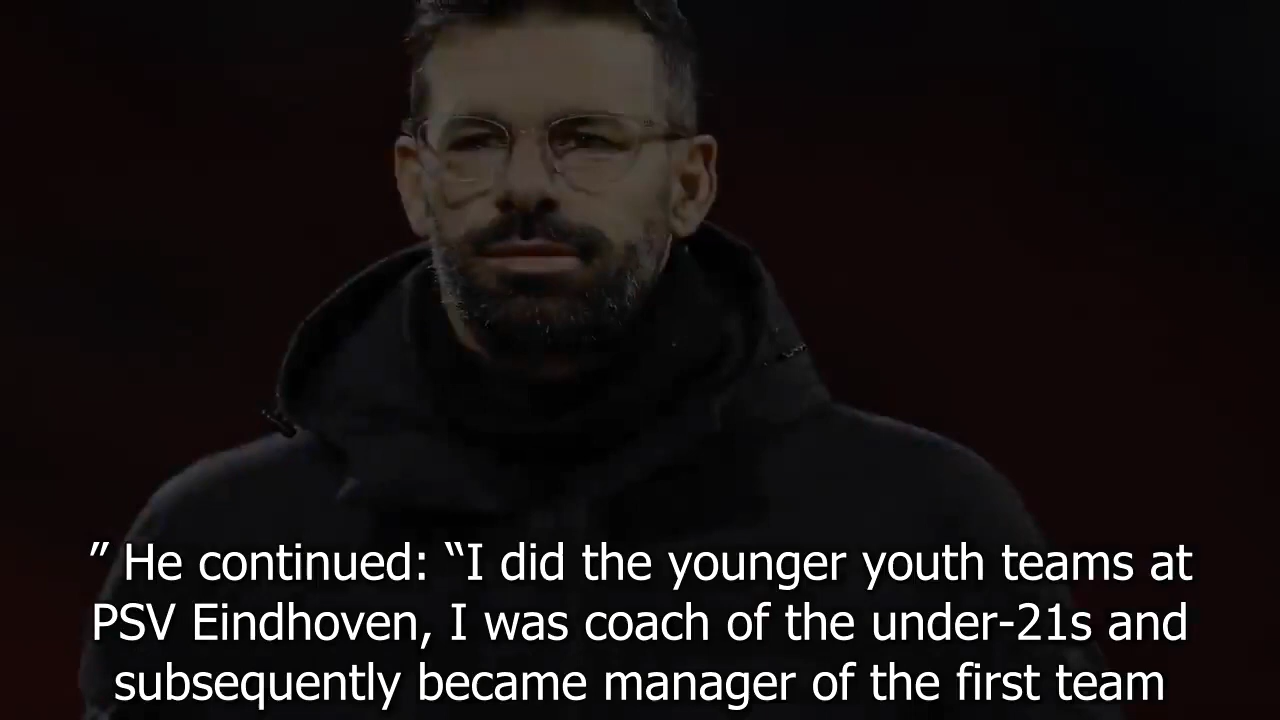 ” He continued: “I did the younger youth teams at
PSV Eindhoven, I was coach of the under-21s and
subsequently became manager of the first team